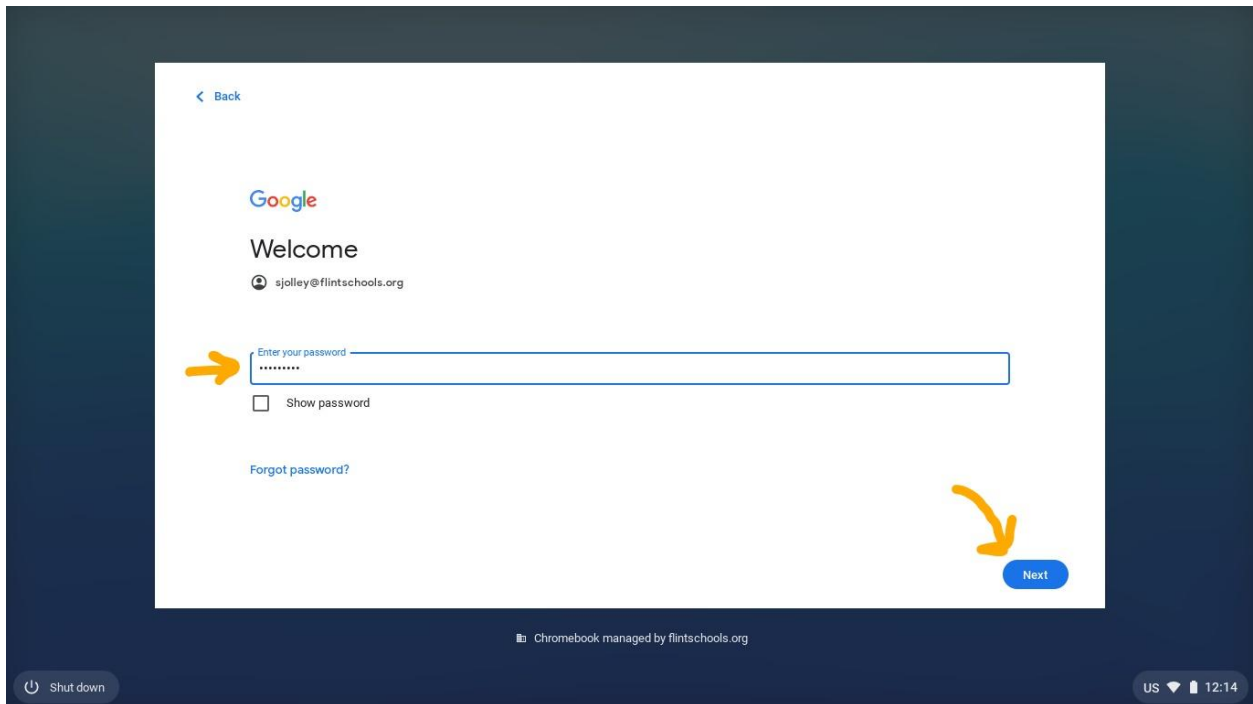 Back
Google
Welcome
sjolley@flintschools.org
Enter your password
•••••••••
Show password
Forgot password?
Next
Chromebook managed by flintschools.org
Shut down
US 12:14